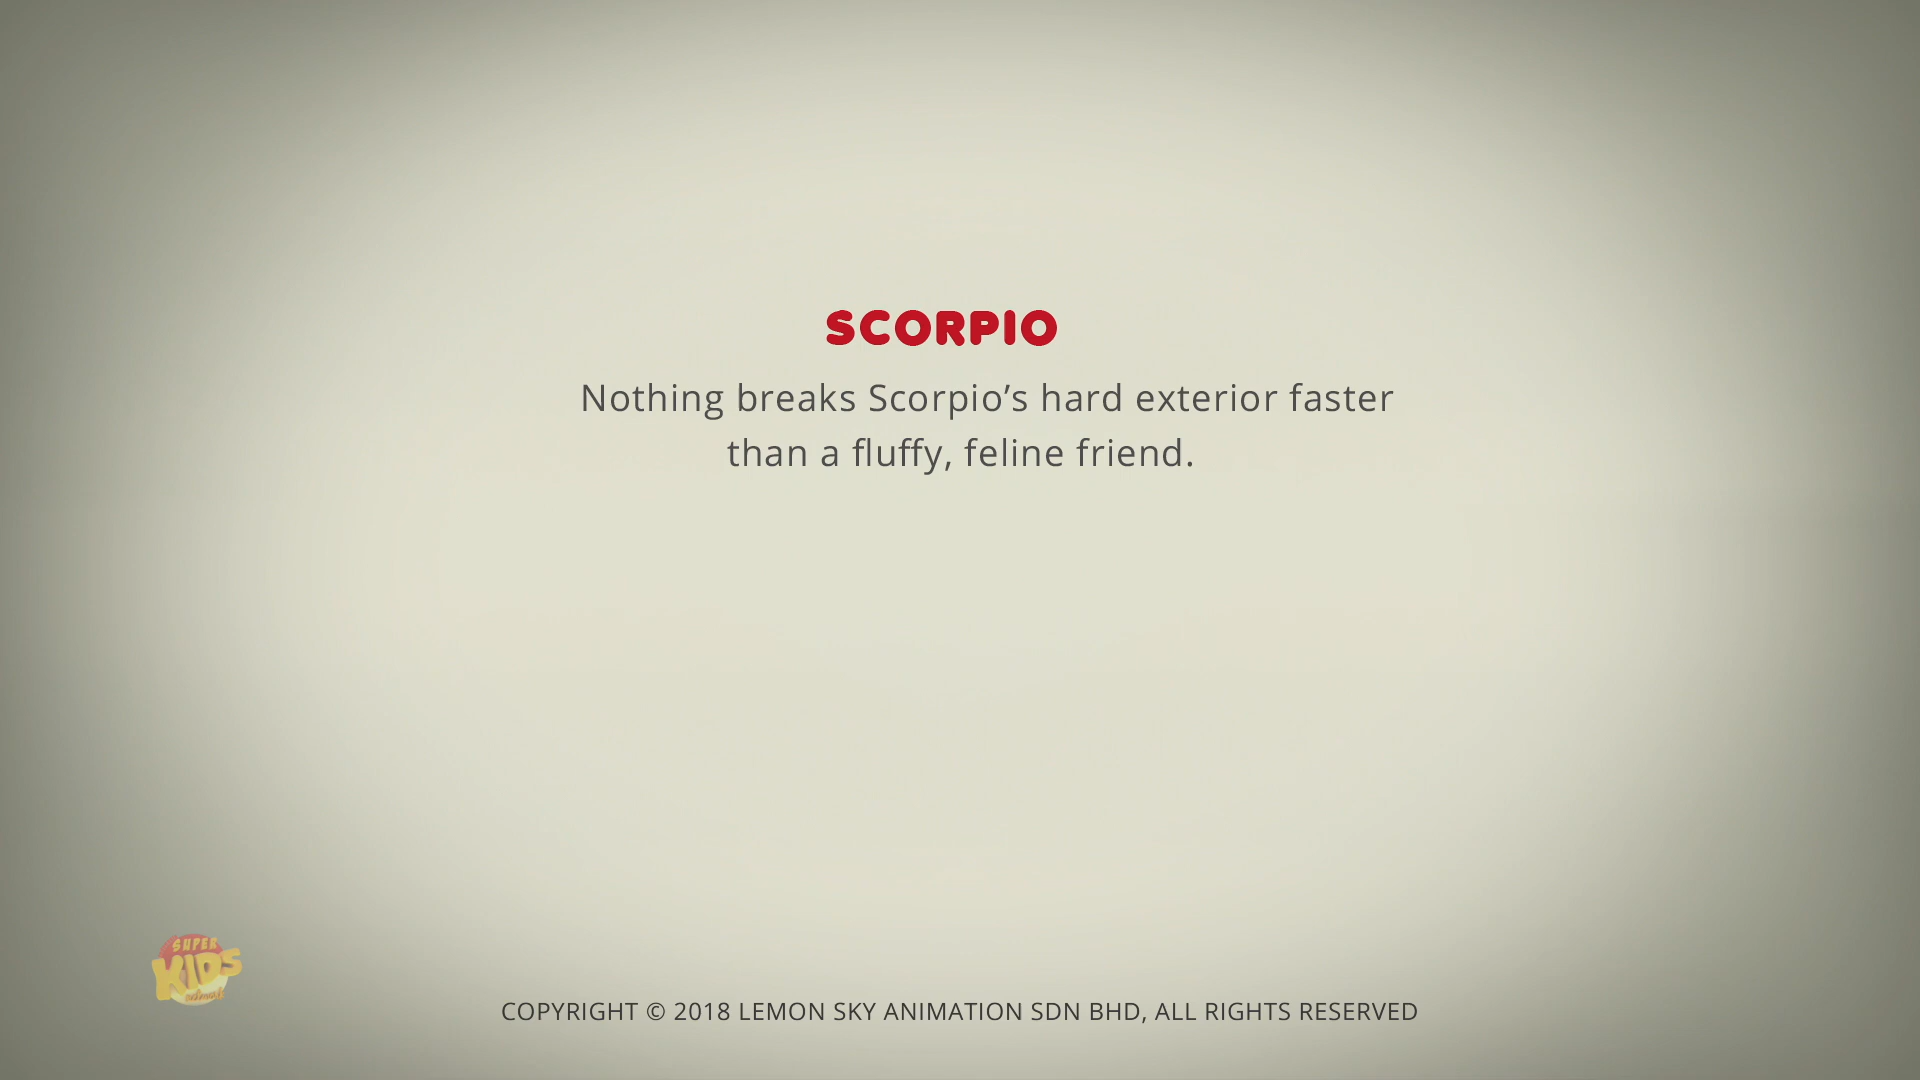 SCORPIO
Nothing breaks Scorpio’s hard exterior faster
than a fluffy, feline friend.
SUPER
KIDS
COPYRIGHT © 2018 LEMON SKY ANIMATION SDN BHD, ALL RIGHTS RESERVED